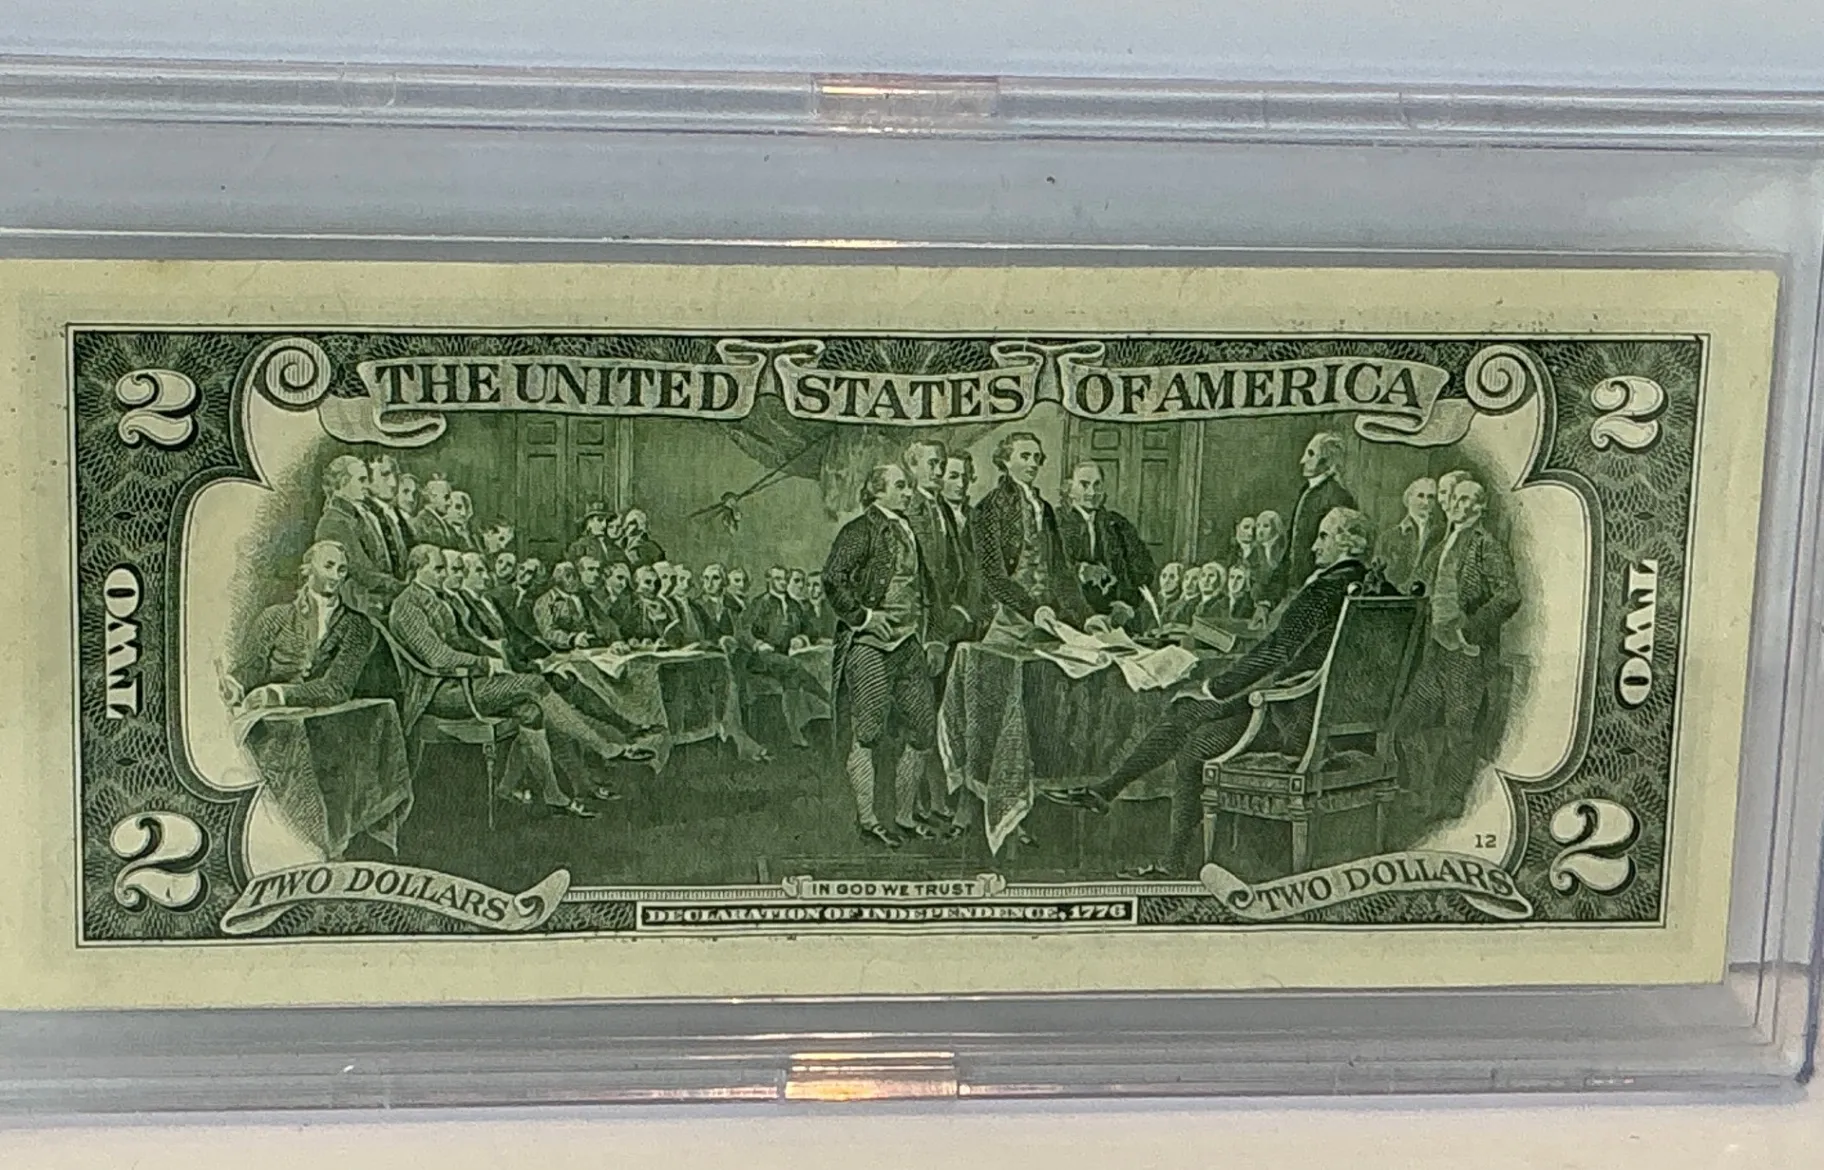 THE UNITED STATES OF AMERICA
2
2
TWO
TWO
12
2
2
TWO DOLLARS
IN GOD WE TRUST
TWO DOLLARS
DECLARATION OF INDEPENDENCE, 1776